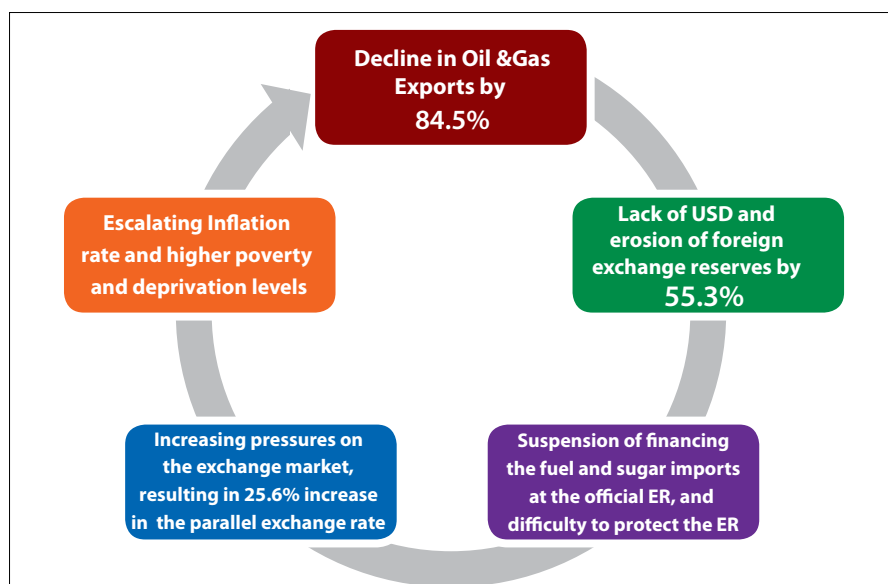 Decline in Oil &Gas
Exports by
84.5%
Lack of USD and
erosion of foreign
exchange reserves by
55.3%
Suspension of financing
the fuel and sugar imports
at the official ER, and
difficulty to protect the ER
Increasing pressures on
the exchange market,
resulting in 25.6% increase
in the parallel exchange rate
Escalating Inflation
rate and higher poverty
and deprivation levels